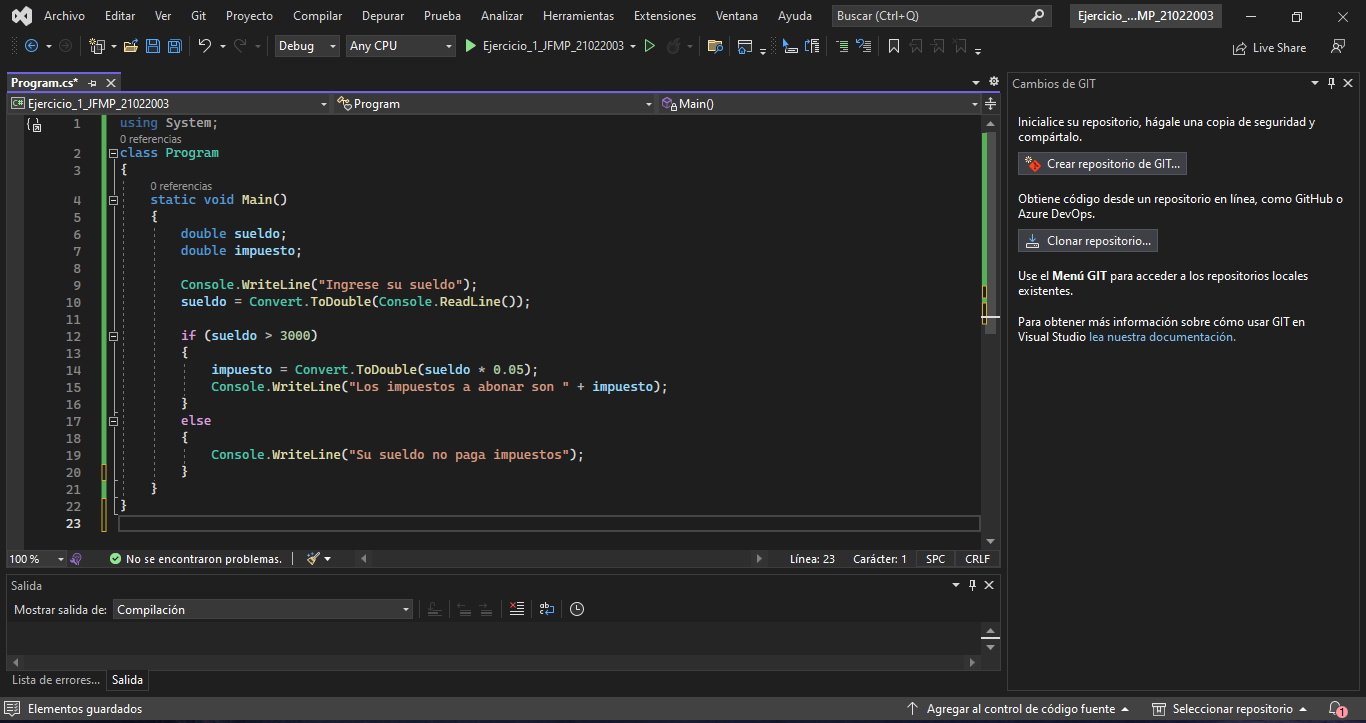 Archivo Editar Ver Git Proyecto Compilar Depurar Prueba Analizar Herramientas Extensiones Ventana Ayuda Buscar (Ctrl+Q) Ejercicio_...MP_21022003
Debug Any CPU Ejercicio_1_JFMP_21022003 Live Share
Program.cs*
Ejercicio_1_JFMP_21022003 Program Main()
1 using System;
0 referencias
2 class Program
3 {
0 referencias
4 static void Main()
5 {
6 double sueldo;
7 double impuesto;
8
9 Console.WriteLine("Ingrese su sueldo");
10 sueldo = Convert.ToDouble(Console.ReadLine());
11
12 if (sueldo > 3000)
13 {
14 impuesto = Convert.ToDouble(sueldo * 0.05);
15 Console.WriteLine("Los impuestos a abonar son " + impuesto);
16 }
17 else
18 {
19 Console.WriteLine("Su sueldo no paga impuestos");
20 }
21 }
22 }
23
100 % No se encontraron problemas. Línea: 23 Carácter: 1 SPC CRLF
Salida
Mostrar salida de: Compilación
Lista de errores... Salida
Cambios de GIT
Inicialice su repositorio, hágale una copia de seguridad y
compártalo.
Crear repositorio de GIT...
Obtiene código desde un repositorio en línea, como GitHub o
Azure DevOps.
Clonar repositorio...
Use el Menú GIT para acceder a los repositorios locales
existentes.
Para obtener más información sobre cómo usar GIT en
Visual Studio lea nuestra documentación.
Elementos guardados Agregar al control de código fuente Seleccionar repositorio 1